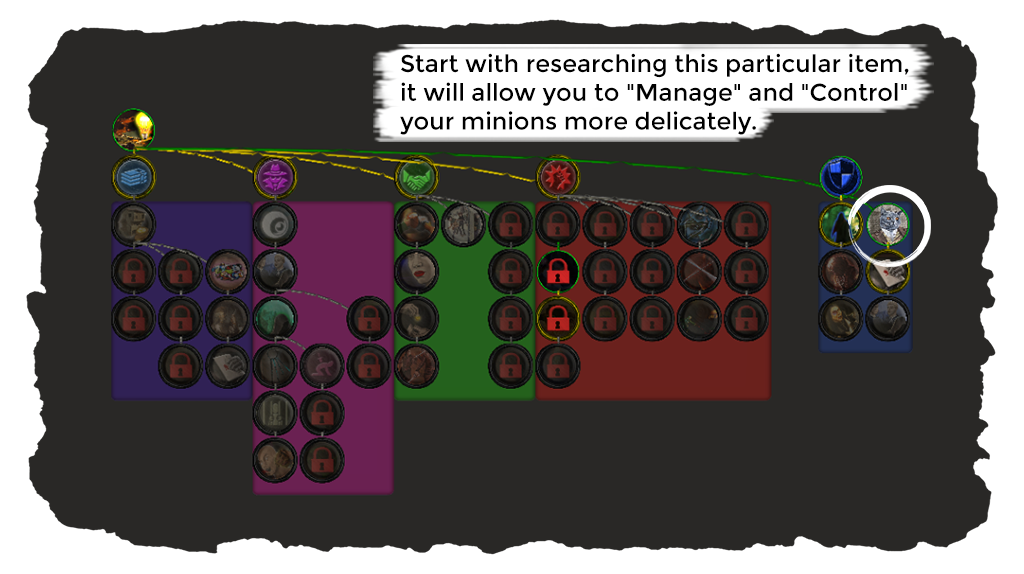 Start with researching this particular item,
it will allow you to "Manage" and "Control"
your minions more delicately.